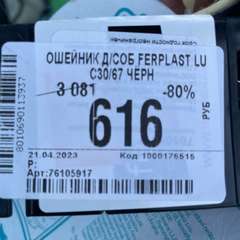 ОШЕЙНИК Д/СОБ FERPLAST LU
C30/67 ЧЕРН
3 081
-80%
616
РУБ
21.04.2023
Код 1000176515
Р:
Арт:76105917
8010690113937